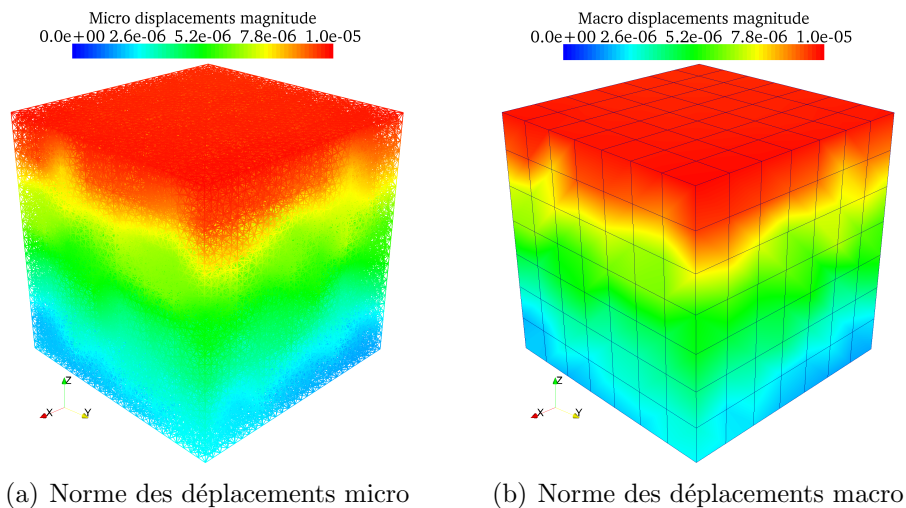 Micro displacements magnitude
0.0e+00 2.6e-06 5.2e-06 7.8e-06 1.0e-05
Z
X
Y
(a) Norme des déplacements micro
Macro displacements magnitude
0.0e+00 2.6e-06 5.2e-06 7.8e-06 1.0e-05
Z
X
Y
(b) Norme des déplacements macro